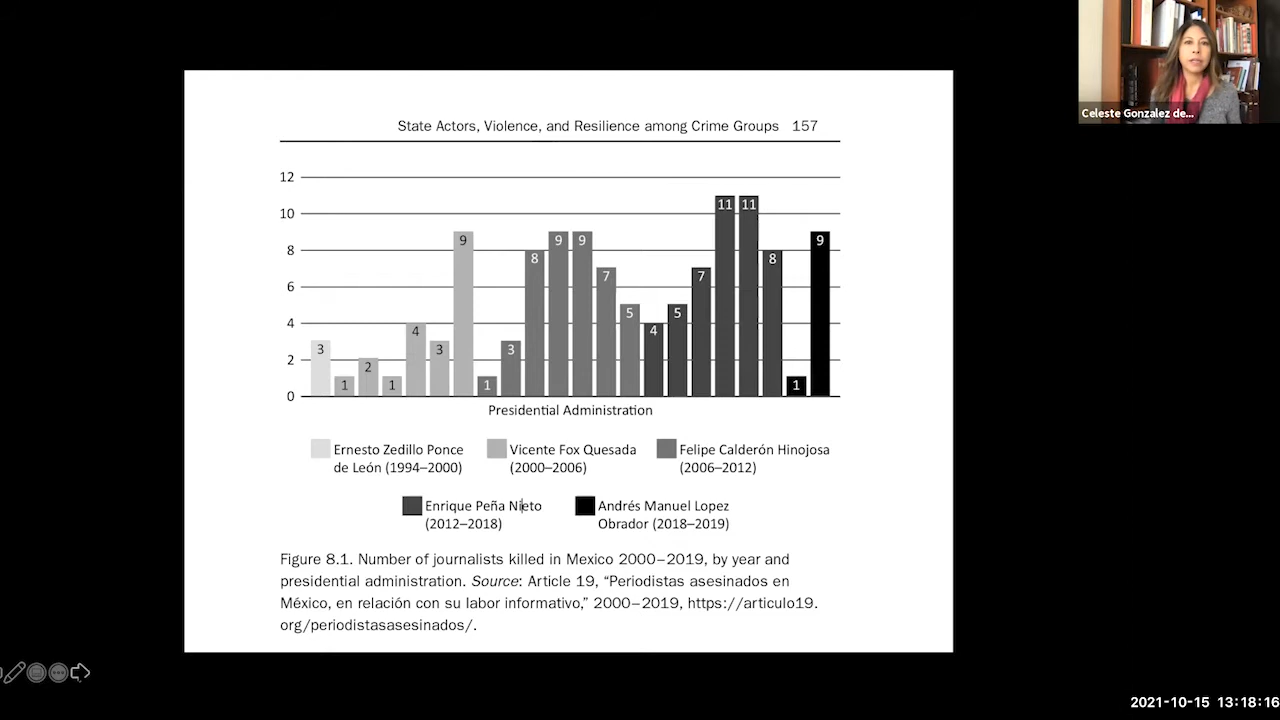 Celeste Gonzalez de...
State Actors, Violence, and Resilience among Crime Groups 157
12
10
8
6
4
2
0
3
1
2
1
4
3
9
1
3
8
9
9
7
5
4
5
7
11
11
8
1
9
Presidential Administration
Ernesto Zedillo Ponce
de León (1994–2000)
Vicente Fox Quesada
(2000–2006)
Felipe Calderón Hinojosa
(2006–2012)
Enrique Peña Nieto
(2012–2018)
Andrés Manuel Lopez
Obrador (2018–2019)
Figure 8.1. Number of journalists killed in Mexico 2000–2019, by year and
presidential administration. Source: Article 19, “Periodistas asesinados en
México, en relación con su labor informativo,” 2000–2019, https://articulo19.
org/periodistasasesinados/.
2021-10-15 13:18:16